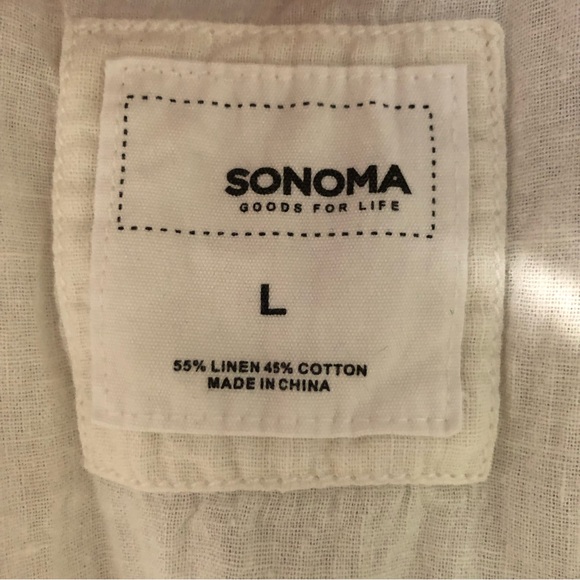 SONOMA
GOODS FOR LIFE
L
55% LINEN 45% COTTON
MADE IN CHINA